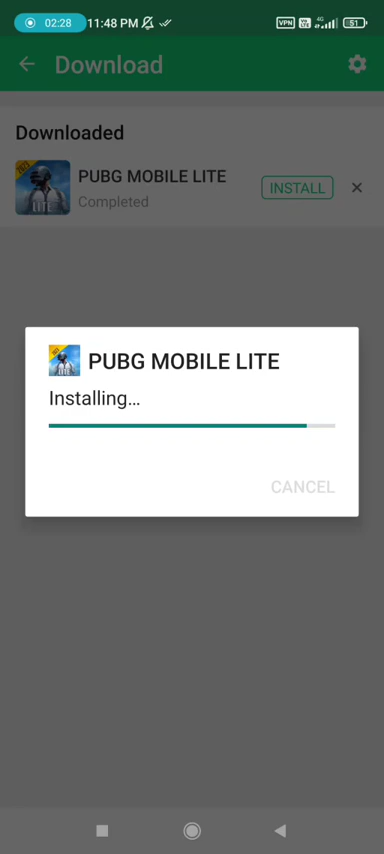 02:28 11:48 PM VPN 4G 51
Download
Downloaded
PUBG MOBILE LITE
Completed
INSTALL
PUBG MOBILE LITE
Installing...
CANCEL